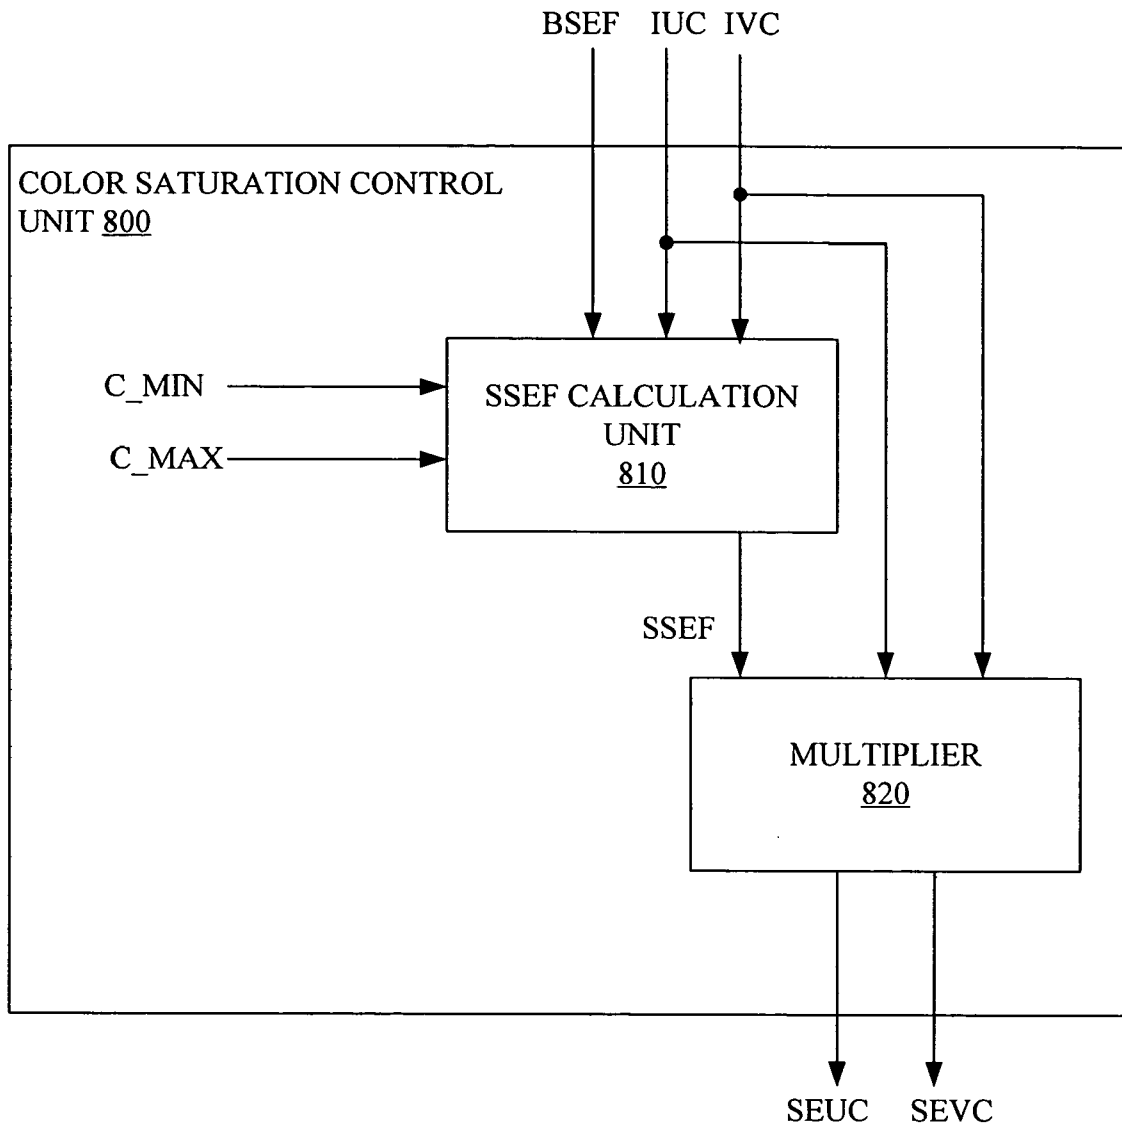 BSEF IUC IVC
COLOR SATURATION CONTROL
UNIT 800
C_MIN
C_MAX
SSEF CALCULATION
UNIT
810
SSEF
MULTIPLIER
820
SEUC SEVC